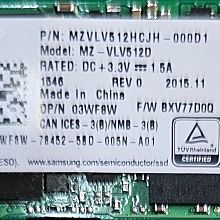 P/N: MZVLV512HCJH-000D1
Model: MZ-VLV512D
RATED: DC+3.3V⎓1.5A
1546 REV 0 2015.11
Made in China
DP/N 03WF8W F/W BXV77D0Q
CAN ICES-3(B)/NMB-3(B)
WF8W-78452-5BD-005N-A01
ESD). www.samsung.com/semiconductor/ssd
TÜVRheinland